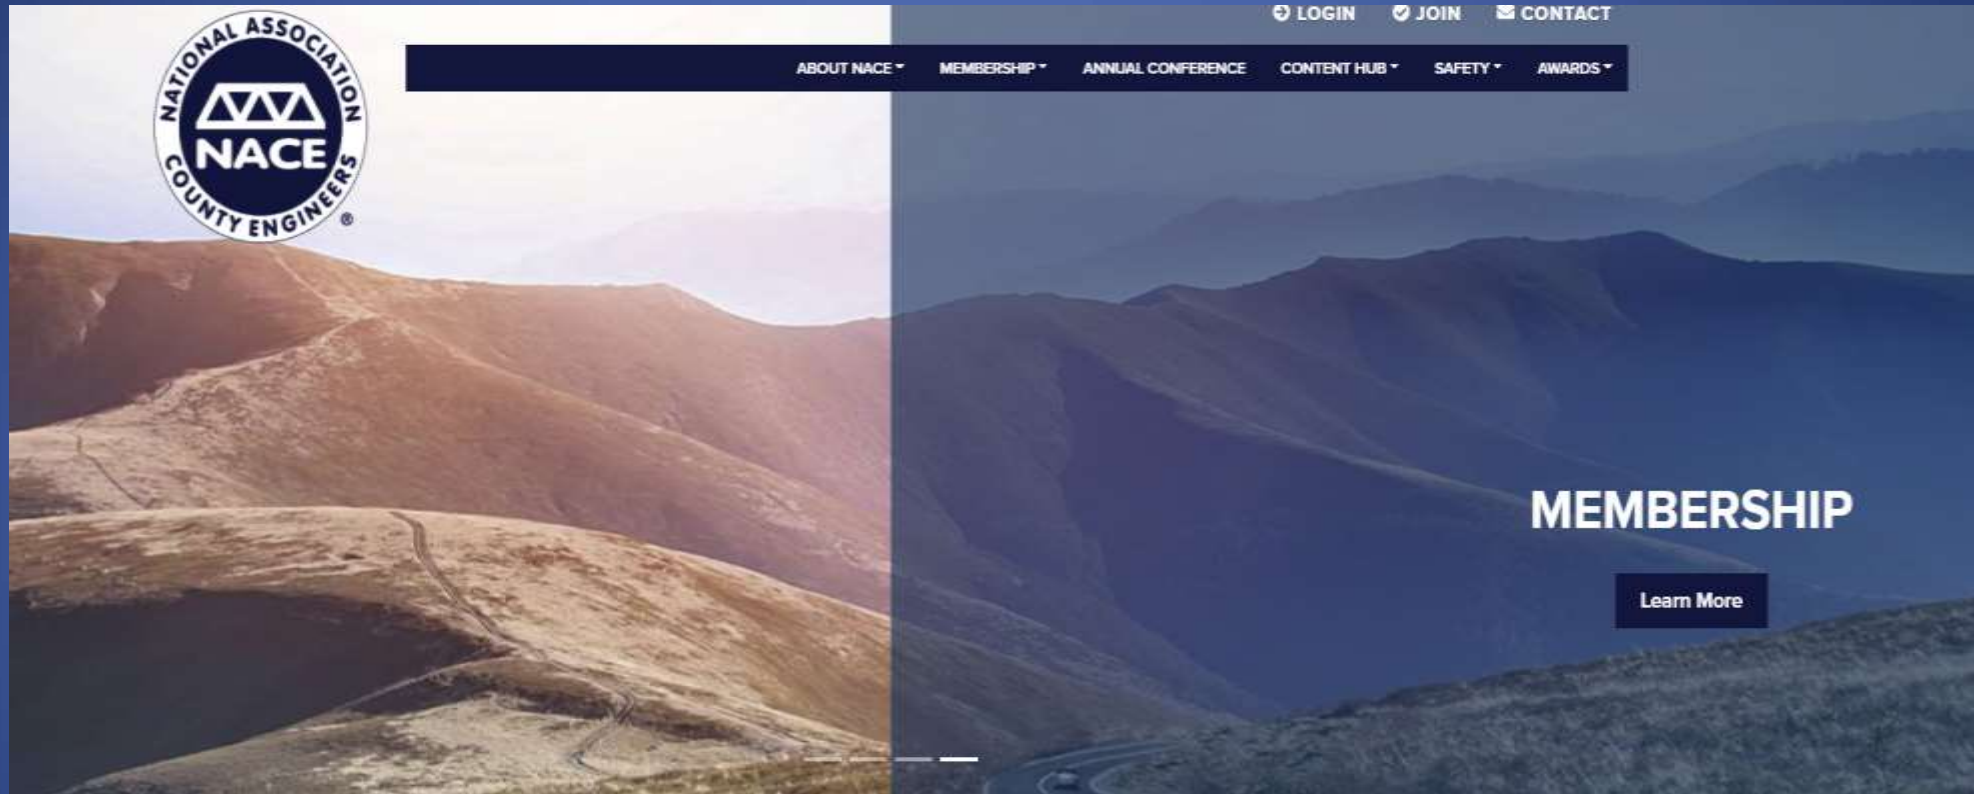 NATIONAL ASSOCIATION
NACE
COUNTY ENGINEERS ®
LOGIN JOIN CONTACT
ABOUT NACE MEMBERSHIP ANNUAL CONFERENCE CONTENT HUB SAFETY AWARDS
MEMBERSHIP
Learn More